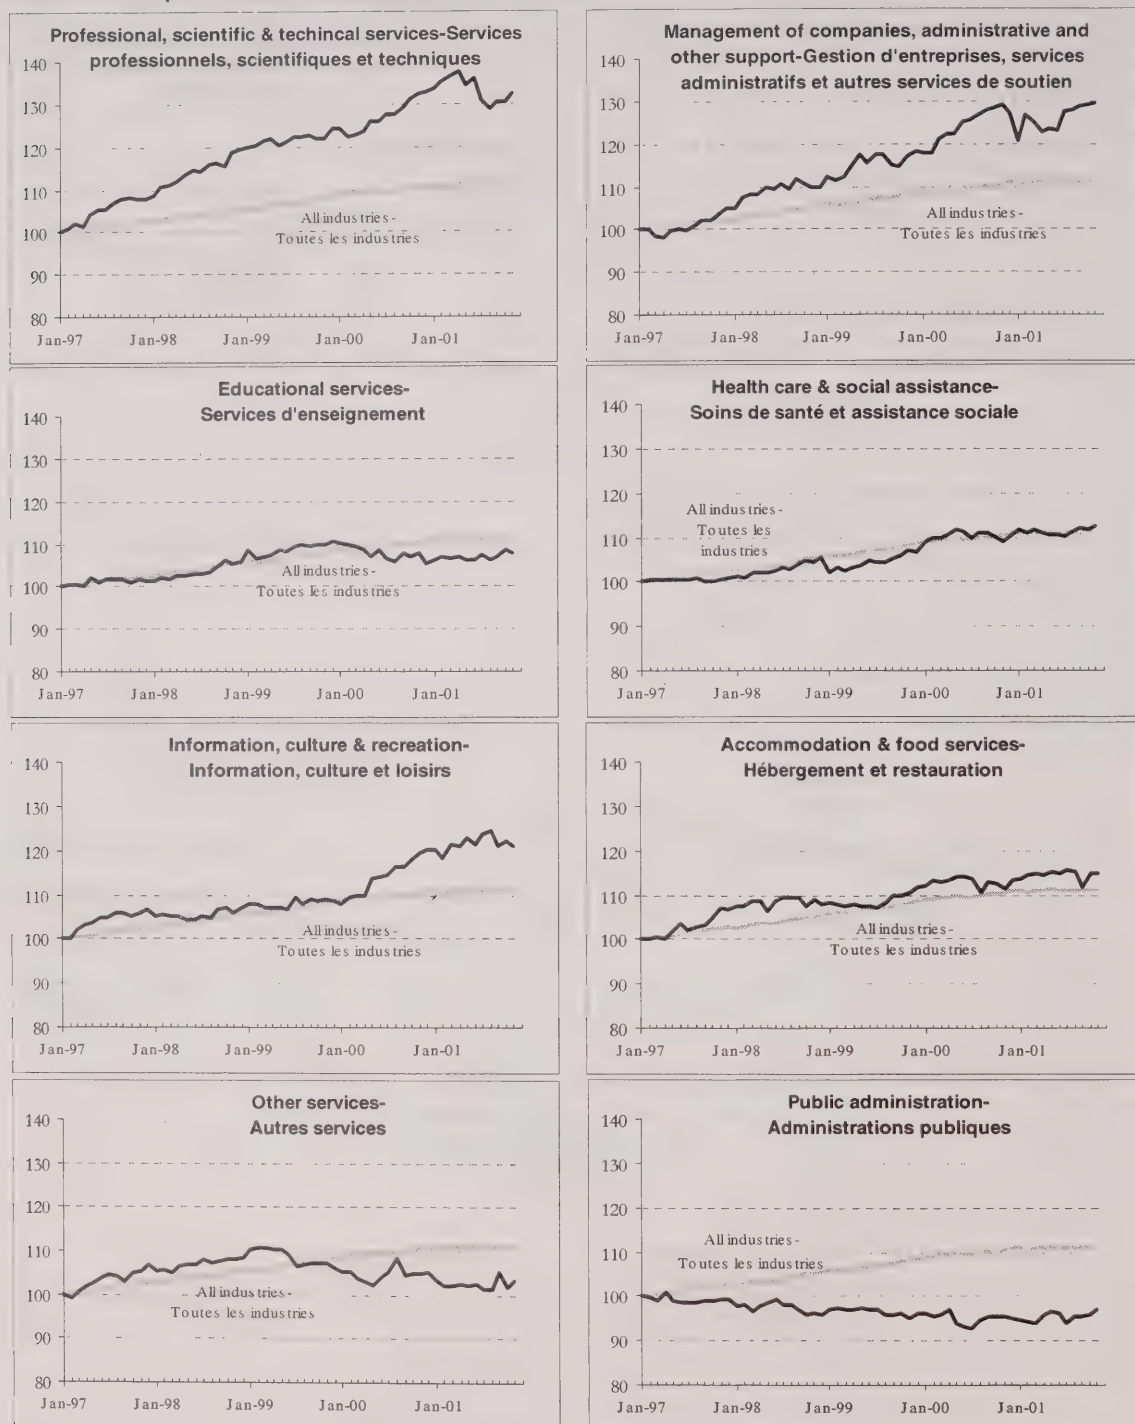 Professional, scientific & techincal services-Services
professionnels, scientifiques et techniques
140
130
120
110
100
90
80
All industries -
Toutes les industries
Jan-97 Jan-98 Jan-99 Jan-00 Jan-01
Management of companies, administrative and
other support-Gestion d'entreprises, services
administratifs et autres services de soutien
140
130
120
110
100
90
80
All industries -
Toutes les industries
Jan-97 Jan-98 Jan-99 Jan-00 Jan-01
Educational services-
Services d'enseignement
140
130
120
110
100
90
80
All industries -
Toutes les industries
Jan-97 Jan-98 Jan-99 Jan-00 Jan-01
Health care & social assistance-
Soins de santé et assistance sociale
140
130
120
110
100
90
80
All industries -
Toutes les
industries
Jan-97 Jan-98 Jan-99 Jan-00 Jan-01
Information, culture & recreation-
Information, culture et loisirs
140
130
120
110
100
90
80
All industries -
Toutes les industries
Jan-97 Jan-98 Jan-99 Jan-00 Jan-01
Accommodation & food services-
Hébergement et restauration
140
130
120
110
100
90
80
All industries -
Toutes les industries
Jan-97 Jan-98 Jan-99 Jan-00 Jan-01
Other services-
Autres services
140
130
120
110
100
90
80
All industries -
Toutes les industries
Jan-97 Jan-98 Jan-99 Jan-00 Jan-01
Public administration-
Administrations publiques
140
130
120
110
100
90
80
All industries -
Toutes les industries
Jan-97 Jan-98 Jan-99 Jan-00 Jan-01